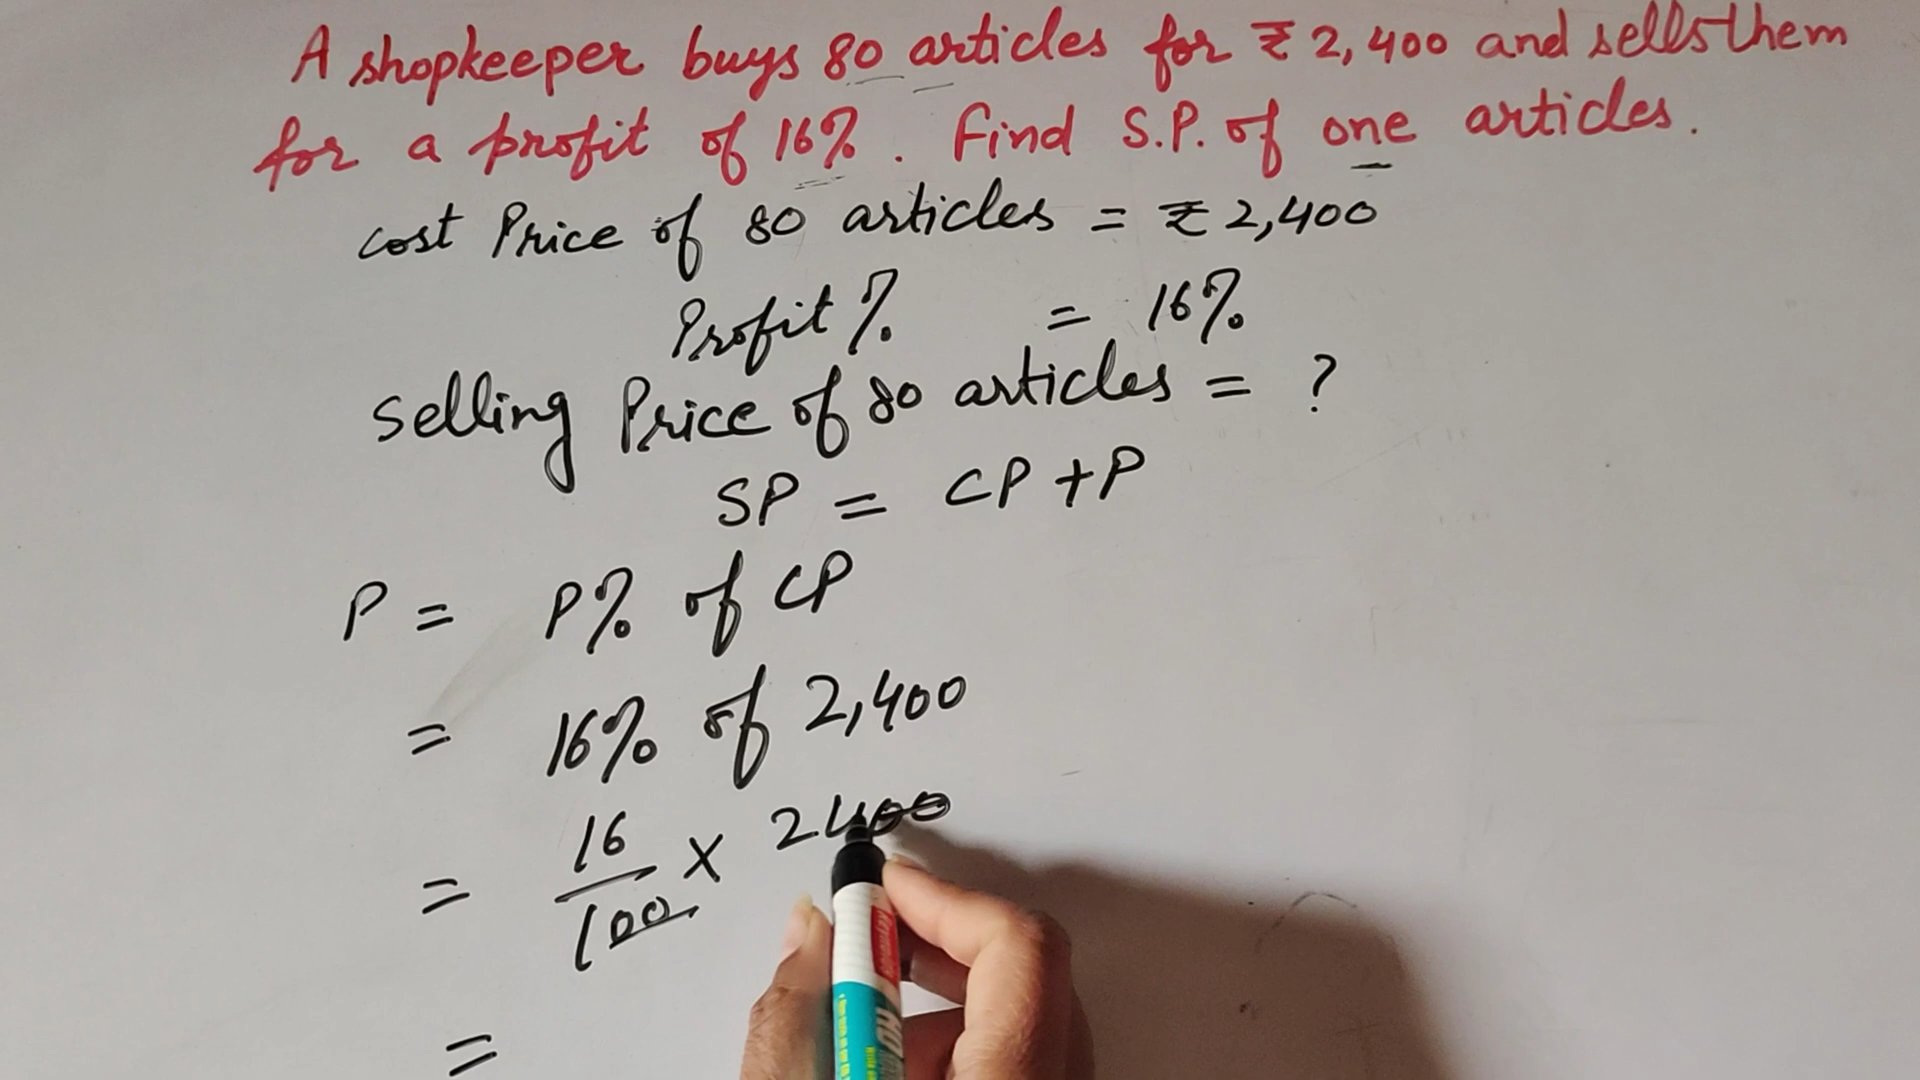 A shopkeeper buys 80 articles for ₹ 2,400 and sells them
for a profit of 16%. Find S.P. of one articles.
cost Price of 80 articles = ₹ 2,400
Profit % = 16%
Selling Price of 80 articles = ?
SP = CP + P
P = P% of CP
= 16% of 2,400
= 16/100 × 2400
=